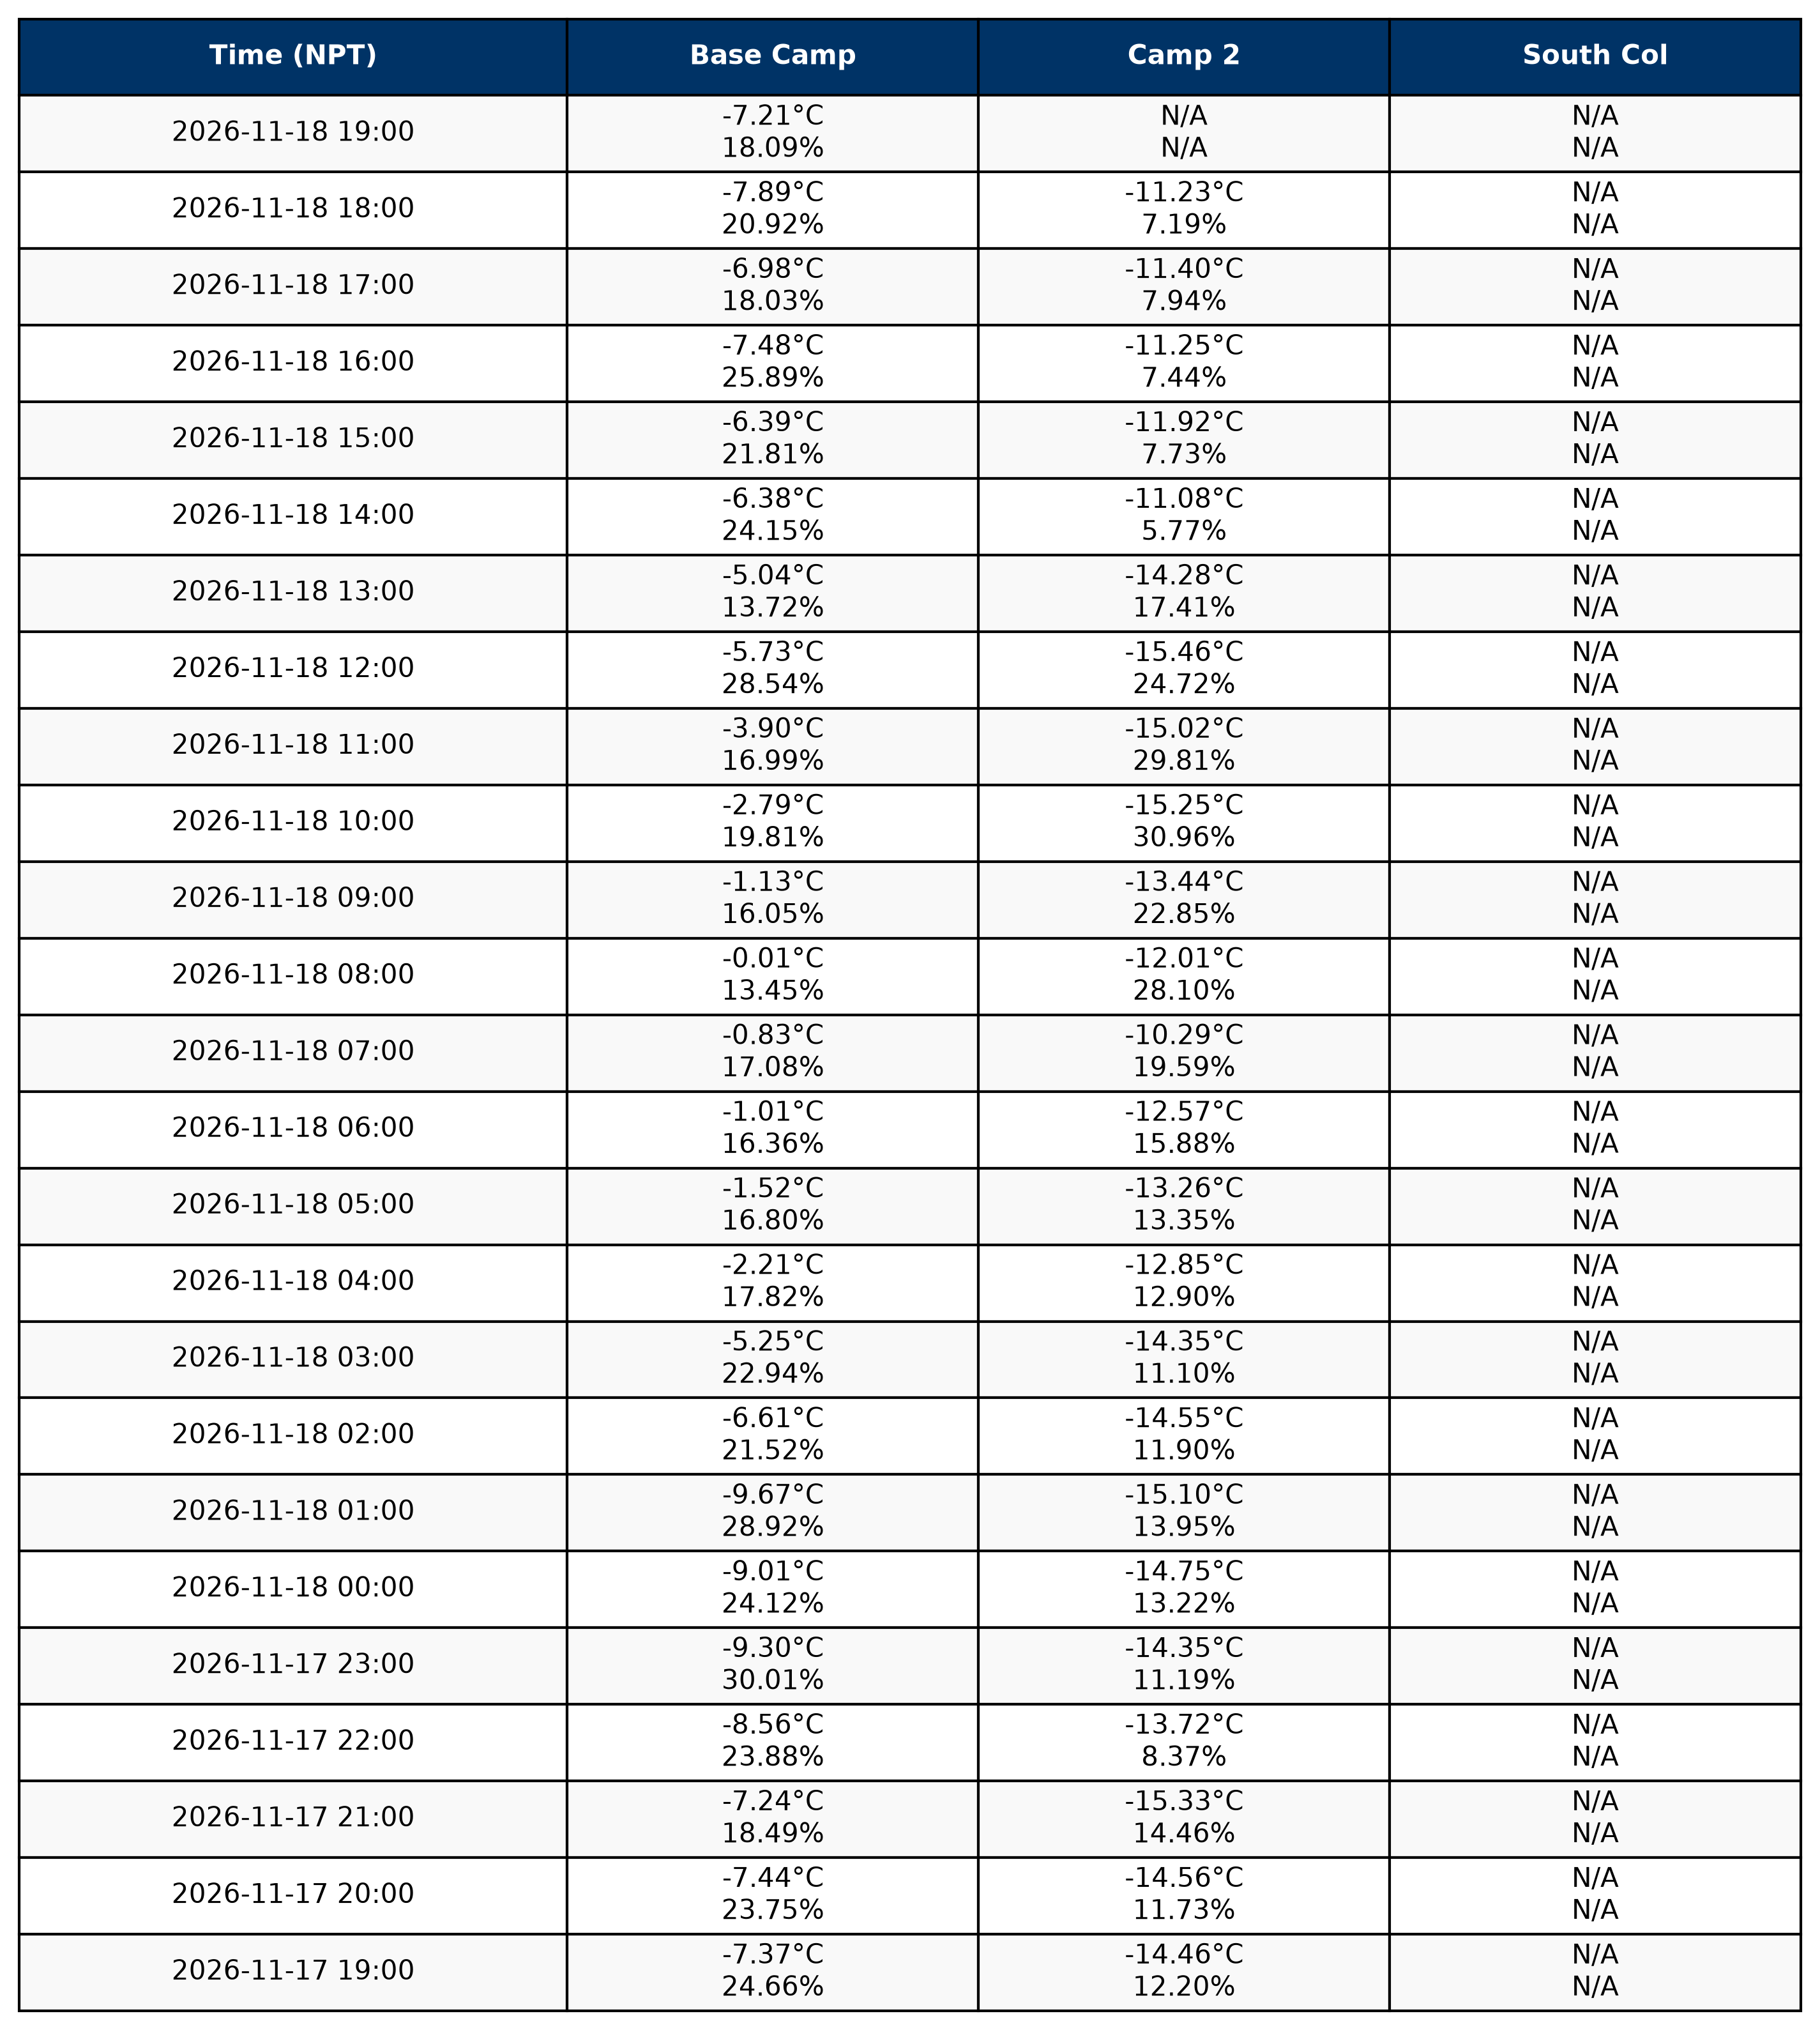 Time (NPT) Base Camp Camp 2 South Col
-7.21°C N/A N/A
2026-11-18 19:00
18.09% N/A N/A
-7.89°C -11.23°C N/A
2026-11-18 18:00
20.92% 7.19% N/A
-6.98°C -11.40°C N/A
2026-11-18 17:00
18.03% 7.94% N/A
-7.48°C -11.25°C N/A
2026-11-18 16:00
25.89% 7.44% N/A
-6.39°C -11.92°C N/A
2026-11-18 15:00
21.81% 7.73% N/A
-6.38°C -11.08°C N/A
2026-11-18 14:00
24.15% 5.77% N/A
-5.04°C -14.28°C N/A
2026-11-18 13:00
13.72% 17.41% N/A
-5.73°C -15.46°C N/A
2026-11-18 12:00
28.54% 24.72% N/A
-3.90°C -15.02°C N/A
2026-11-18 11:00
16.99% 29.81% N/A
-2.79°C -15.25°C N/A
2026-11-18 10:00
19.81% 30.96% N/A
-1.13°C -13.44°C N/A
2026-11-18 09:00
16.05% 22.85% N/A
-0.01°C -12.01°C N/A
2026-11-18 08:00
13.45% 28.10% N/A
-0.83°C -10.29°C N/A
2026-11-18 07:00
17.08% 19.59% N/A
-1.01°C -12.57°C N/A
2026-11-18 06:00
16.36% 15.88% N/A
-1.52°C -13.26°C N/A
2026-11-18 05:00
16.80% 13.35% N/A
-2.21°C -12.85°C N/A
2026-11-18 04:00
17.82% 12.90% N/A
-5.25°C -14.35°C N/A
2026-11-18 03:00
22.94% 11.10% N/A
-6.61°C -14.55°C N/A
2026-11-18 02:00
21.52% 11.90% N/A
-9.67°C -15.10°C N/A
2026-11-18 01:00
28.92% 13.95% N/A
-9.01°C -14.75°C N/A
2026-11-18 00:00
24.12% 13.22% N/A
-9.30°C -14.35°C N/A
2026-11-17 23:00
30.01% 11.19% N/A
-8.56°C -13.72°C N/A
2026-11-17 22:00
23.88% 8.37% N/A
-7.24°C -15.33°C N/A
2026-11-17 21:00
18.49% 14.46% N/A
-7.44°C -14.56°C N/A
2026-11-17 20:00
23.75% 11.73% N/A
-7.37°C -14.46°C N/A
2026-11-17 19:00
24.66% 12.20% N/A